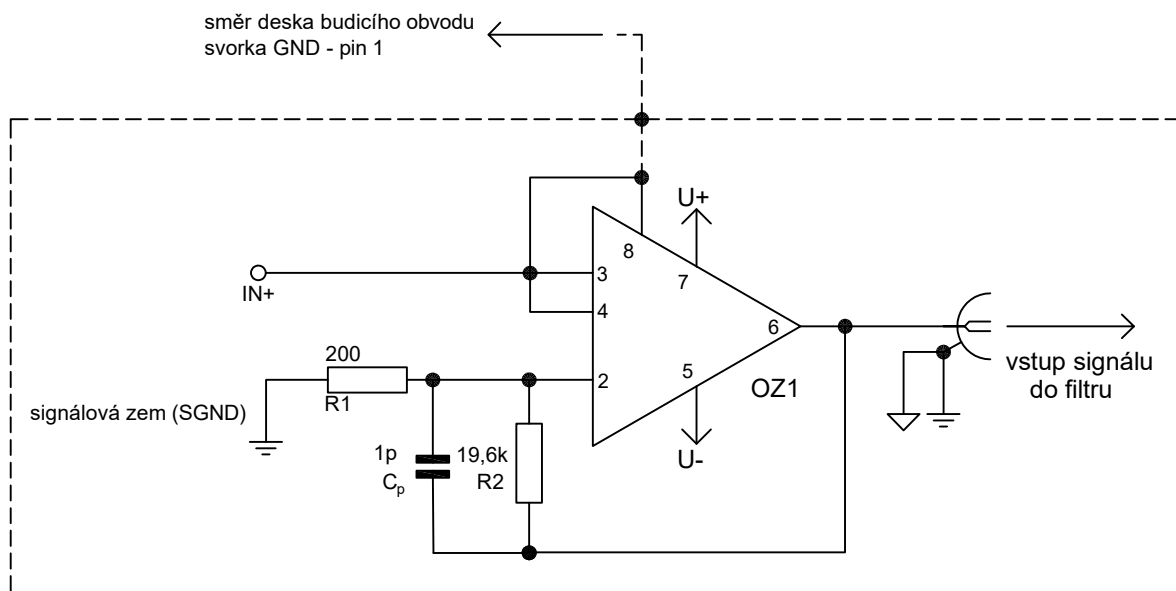 směr deska budicího obvodu
svorka GND - pin 1
U+
8
7
3
IN+
4
6
200
5
2
OZ1
vstup signálu
do filtru
R1
signálová zem (SGND)
1p
19,6k
U-
Cp
R2